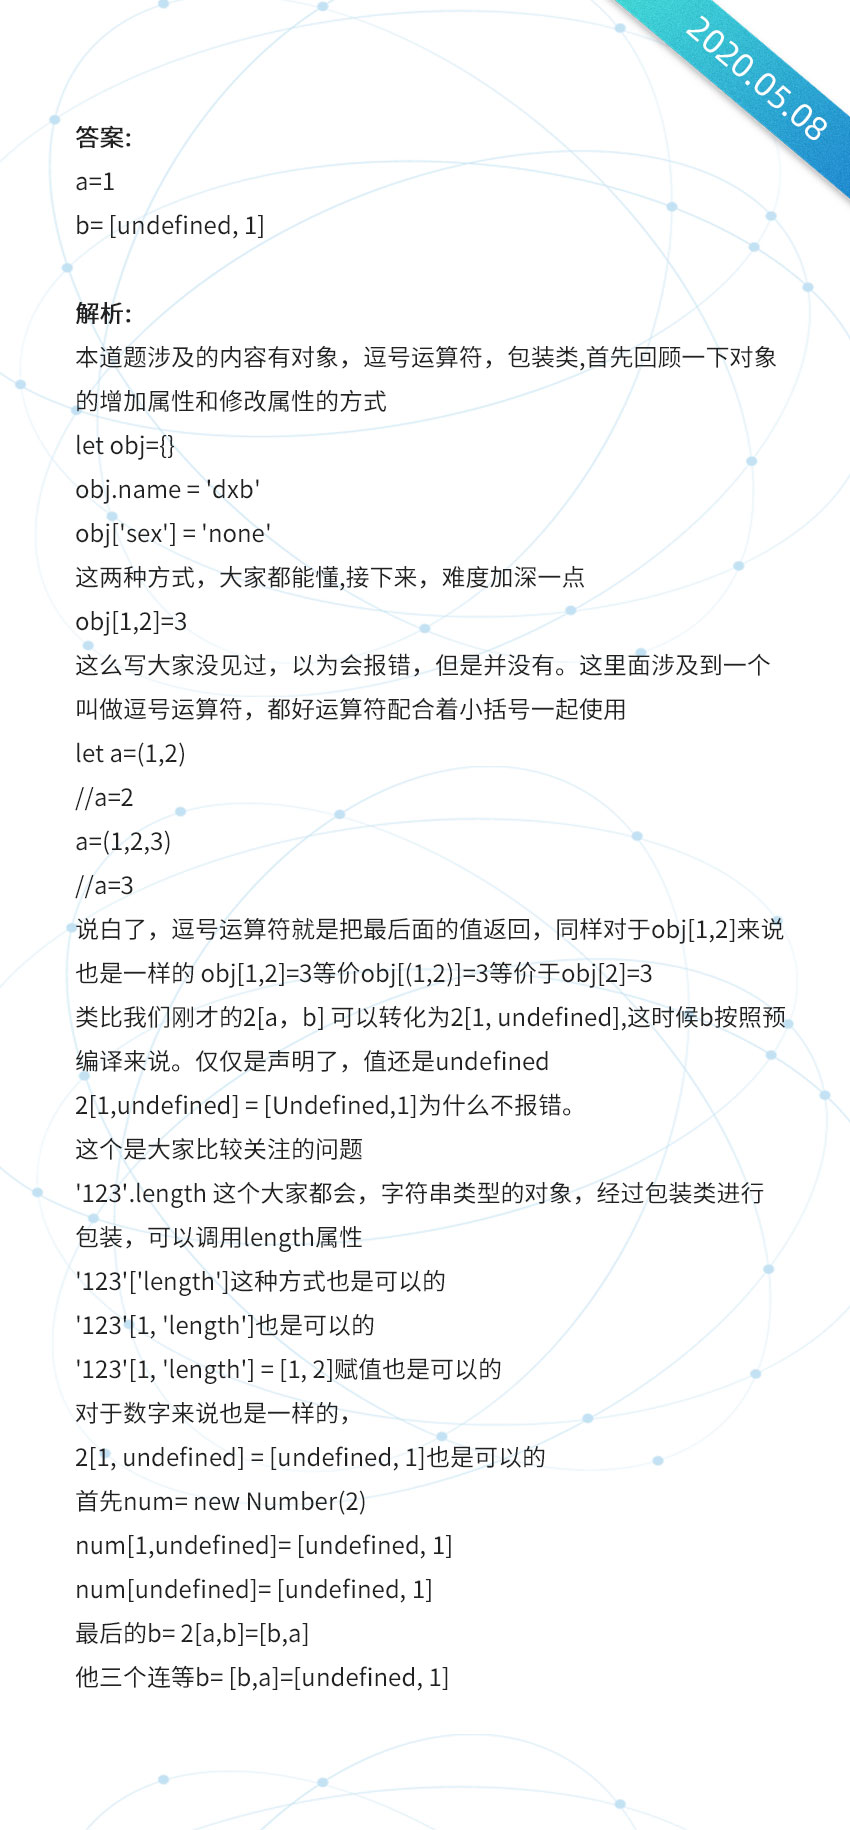 2020.05.08
答案:
a=1
b= [undefined, 1]
解析:
本道题涉及的内容有对象，逗号运算符，包装类,首先回顾一下对象
的增加属性和修改属性的方式
let obj={}
obj.name = 'dxb'
obj['sex'] = 'none'
这两种方式，大家都能懂,接下来，难度加深一点
obj[1,2]=3
这么写大家没见过，以为会报错，但是并没有。这里面涉及到一个
叫做逗号运算符，都好运算符配合着小括号一起使用
let a=(1,2)
//a=2
a=(1,2,3)
//a=3
说白了，逗号运算符就是把最后面的值返回，同样对于obj[1,2]来说
也是一样的 obj[1,2]=3等价obj[(1,2)]=3等价于obj[2]=3
类比我们刚才的2[a，b] 可以转化为2[1, undefined],这时候b按照预
编译来说。仅仅是声明了，值还是undefined
2[1,undefined] = [Undefined,1]为什么不报错。
这个是大家比较关注的问题
'123'.length 这个大家都会，字符串类型的对象，经过包装类进行
包装，可以调用length属性
'123'['length']这种方式也是可以的
'123'[1, 'length']也是可以的
'123'[1, 'length'] = [1, 2]赋值也是可以的
对于数字来说也是一样的，
2[1, undefined] = [undefined, 1]也是可以的
首先num= new Number(2)
num[1,undefined]= [undefined, 1]
num[undefined]= [undefined, 1]
最后的b= 2[a,b]=[b,a]
他三个连等b= [b,a]=[undefined, 1]